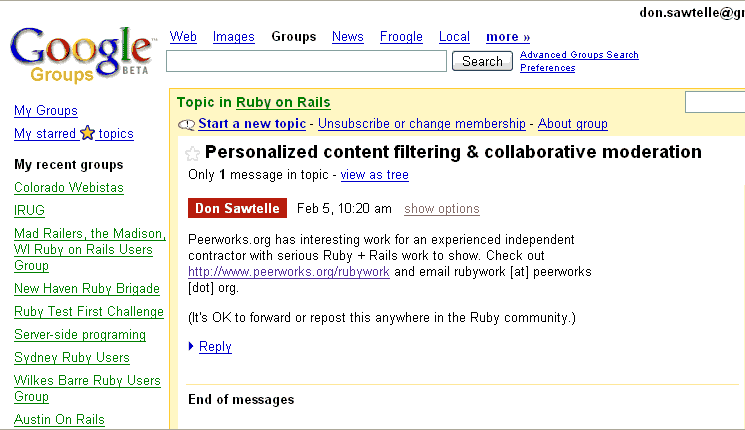 don.sawtelle@g
Google
Groups BETA
Web Images Groups News Froogle Local more »
Search Advanced Groups Search
Preferences
My Groups
My starred topics
My recent groups
Colorado Webistas
IRUG
Mad Railers, the Madison,
WI Ruby on Rails Users
Group
New Haven Ruby Brigade
Ruby Test First Challenge
Server-side programing
Sydney Ruby Users
Wilkes Barre Ruby Users
Group
Austin On Rails
Topic in Ruby on Rails
Start a new topic - Unsubscribe or change membership - About group
Personalized content filtering & collaborative moderation
Only 1 message in topic - view as tree
Don Sawtelle Feb 5, 10:20 am show options
Peerworks.org has interesting work for an experienced independent
contractor with serious Ruby + Rails work to show. Check out
http://www.peerworks.org/rubywork and email rubywork [at] peerworks
[dot] org.
(It's OK to forward or repost this anywhere in the Ruby community.)
Reply
End of messages